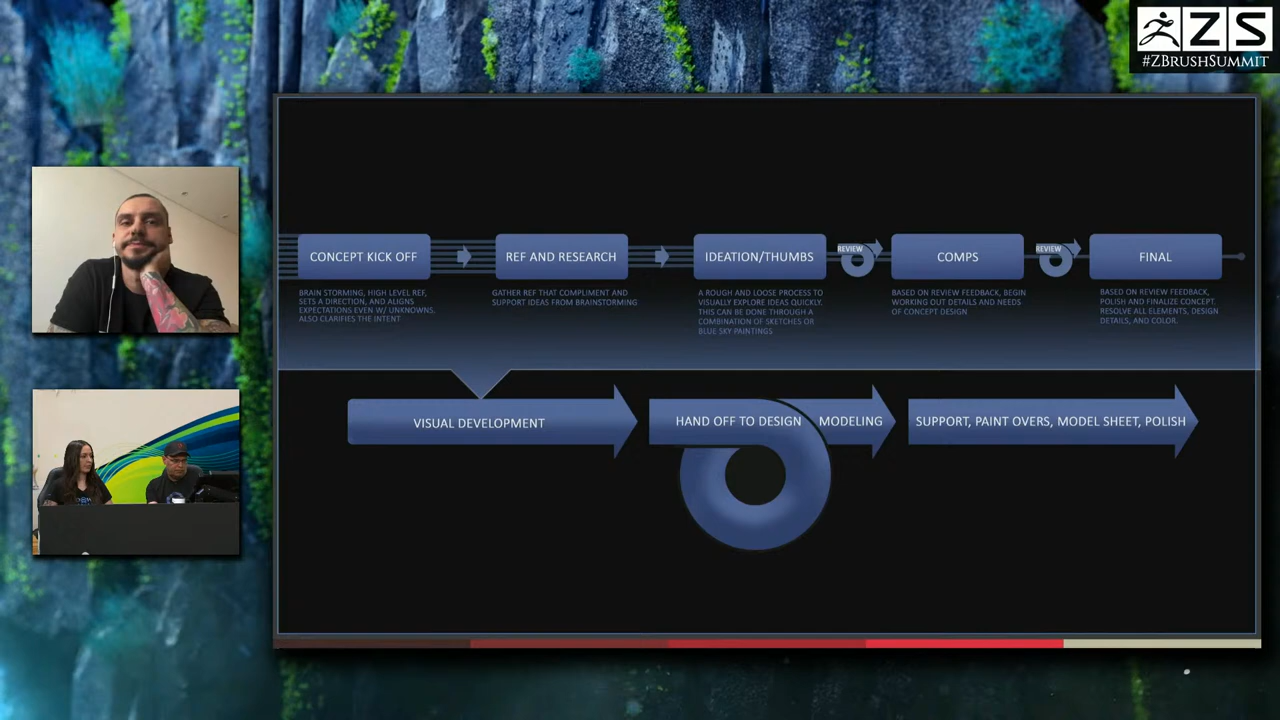 ZS
#ZBRUSHSUMMIT
CONCEPT KICK OFF
REF AND RESEARCH
IDEATION/THUMBS
REVIEW
COMPS
REVIEW
FINAL
BRAIN STORMING, HIGH LEVEL REF,
SETS A DIRECTION, AND ALIGNS
EXPECTATIONS EVEN W/ UNKNOWNS,
ALSO CLARIFIES THE INTENT
GATHER REF THAT COMPLIMENT AND
SUPPORT IDEAS FROM BRAINSTORMING
A ROUGH AND LOOSE PROCESS TO
VISUALLY EXPLORE IDEAS QUICKLY.
THIS CAN BE DONE THROUGH A
COMBINATION OF SKETCHES OR
BLUE SKY PAINTINGS
BASED ON REVIEW FEEDBACK, BEGIN
WORKING OUT DETAILS AND NEEDS
OF CONCEPT DESIGN
BASED ON REVIEW FEEDBACK,
POLISH AND FINALIZE CONCEPT.
RESOLVE ALL ELEMENTS, DESIGN
DETAILS, AND COLOR.
VISUAL DEVELOPMENT
HAND OFF TO DESIGN
MODELING
SUPPORT, PAINT OVERS, MODEL SHEET, POLISH